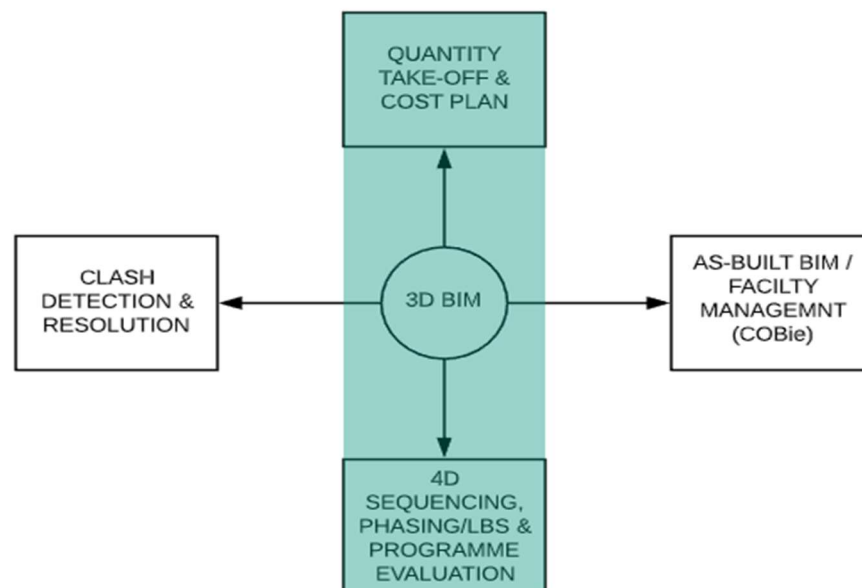 QUANTITY
TAKE-OFF &
COST PLAN
CLASH
DETECTION &
RESOLUTION
3D BIM
AS-BUILT BIM /
FACILTY
MANAGEMNT
(COBie)
4D
SEQUENCING,
PHASING/LBS &
PROGRAMME
EVALUATION